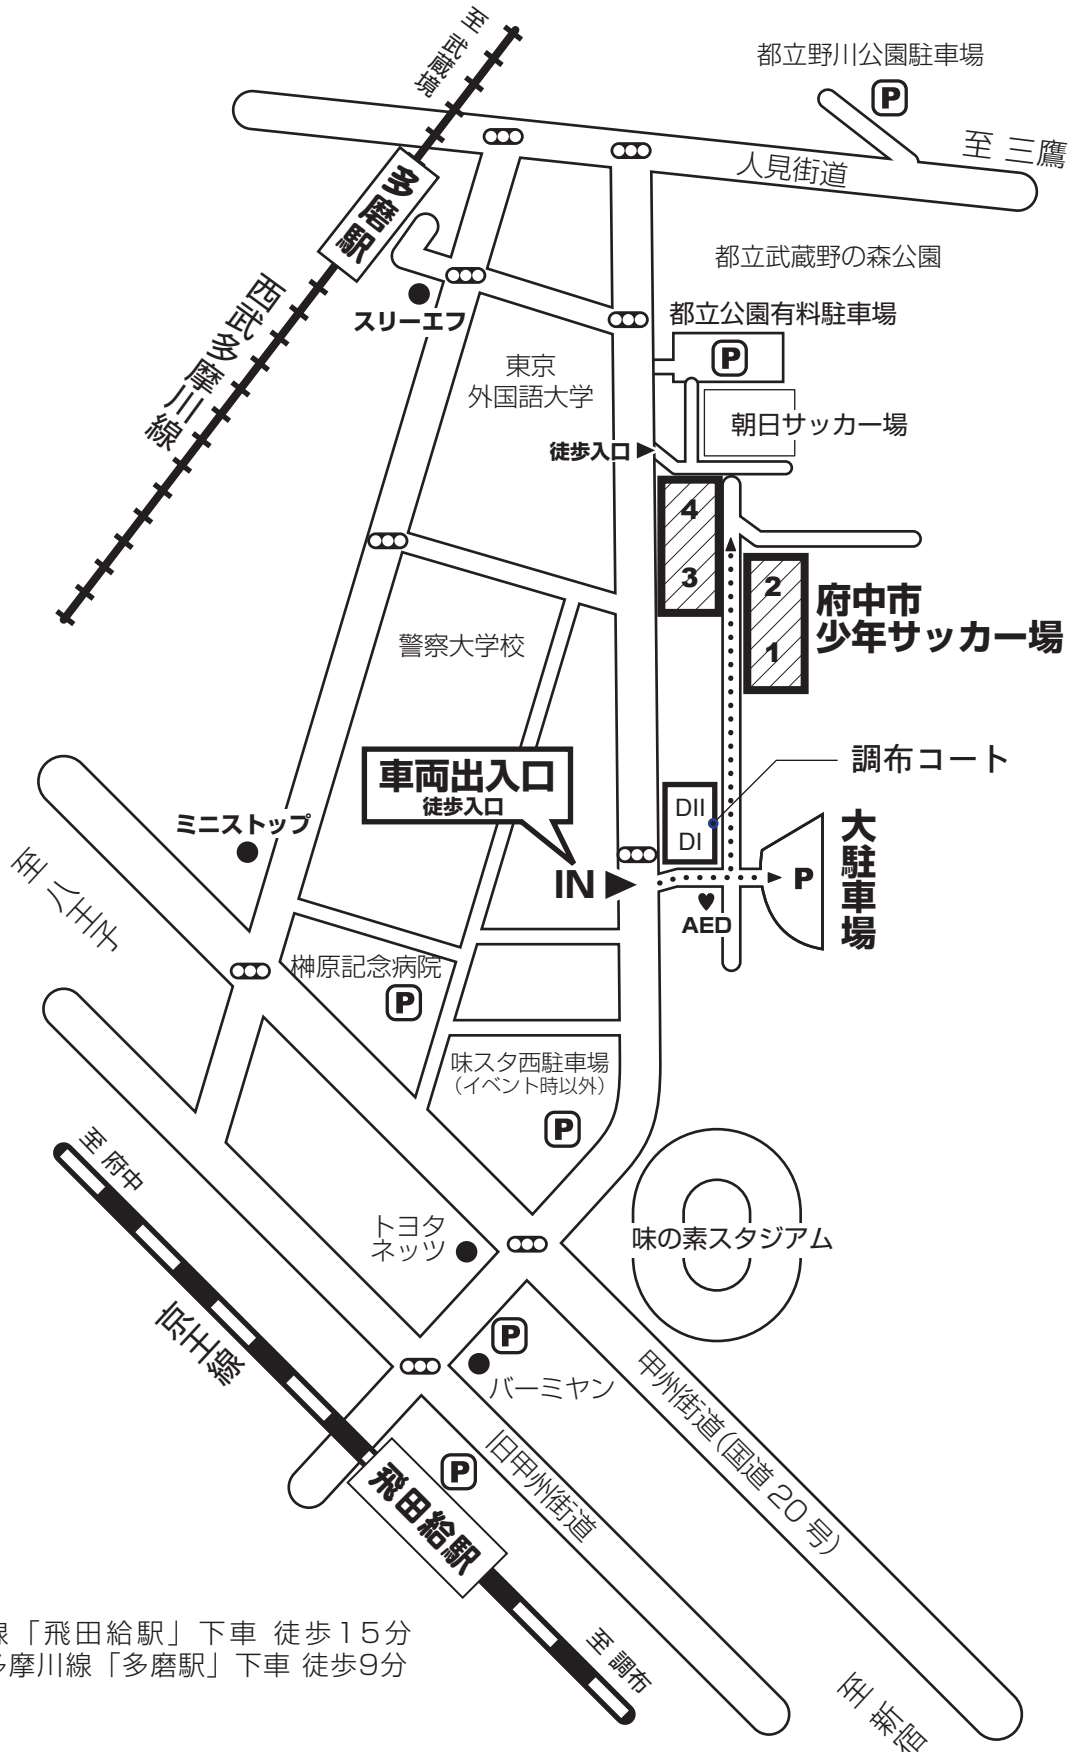 至 武蔵境
都立野川公園駐車場
P
至 三鷹
人見街道
多磨駅
都立武蔵野の森公園
西武多摩川線
スリーエフ
都立公園有料駐車場
P
東京
外国語大学
朝日サッカー場
徒歩入口
4
3
2
1
府中市
少年サッカー場
警察大学校
車両出入口
徒歩入口
調布コート
DII
DI
ミニストップ
大駐車場
P
IN
AED
至 八王子
榊原記念病院
P
味スタ西駐車場
（イベント時以外）
P
至 府中
トヨタ
ネッツ
味の素スタジアム
京王線
P
バーミヤン
甲州街道（国道 20 号）
P
旧甲州街道
飛田給駅
線「飛田給駅」下車 徒歩15分
多摩川線「多磨駅」下車 徒歩9分
至 調布
至 新宿